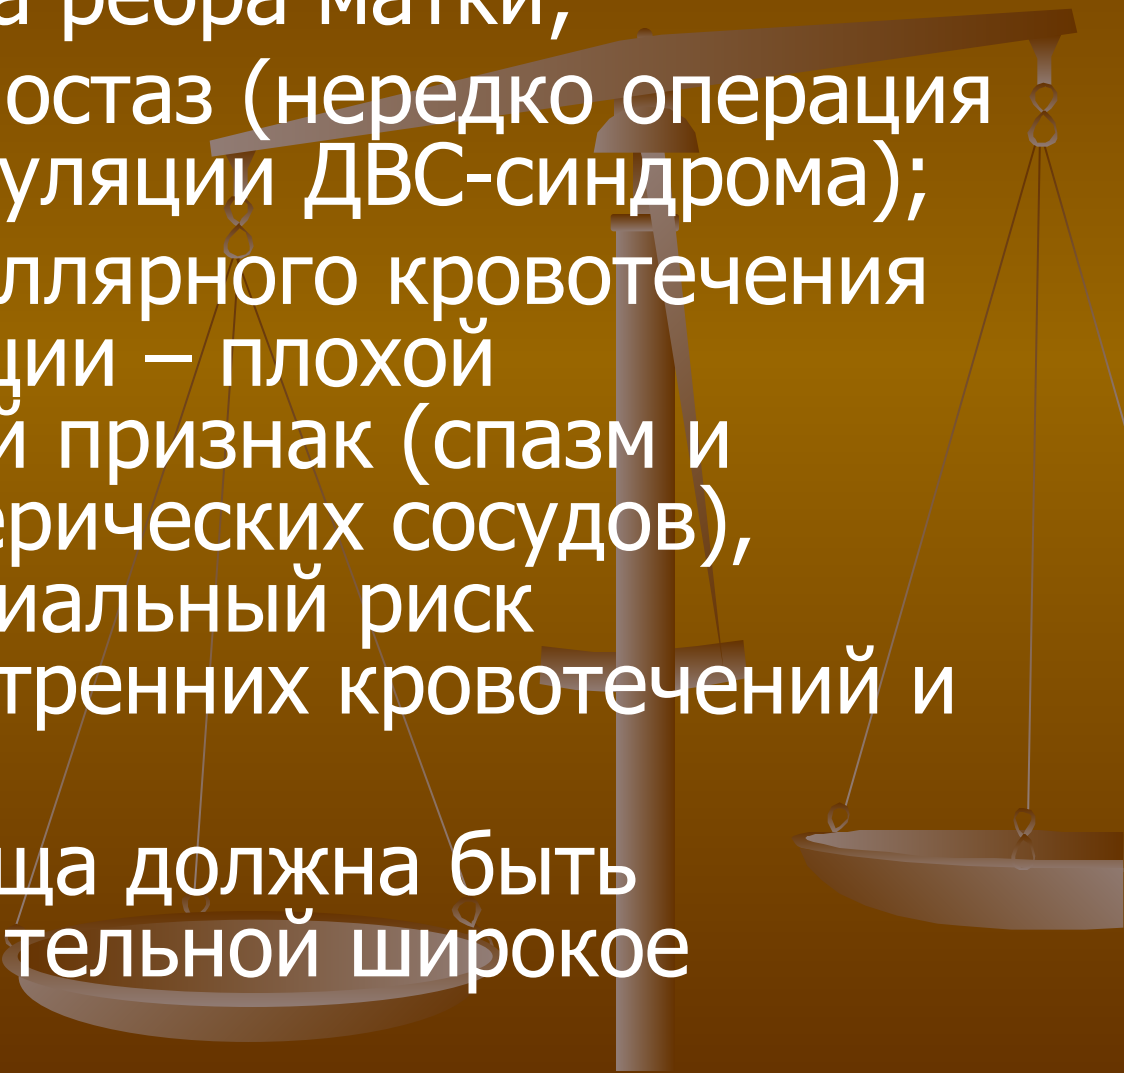 а ребра матки;
остаз (нередко операция
уляции ДВС-синдрома);
ллярного кровотечения
ции – плохой
й признак (спазм и
ерических сосудов),
иальный риск
тренних кровотечений и
ща должна быть
тельной широкое